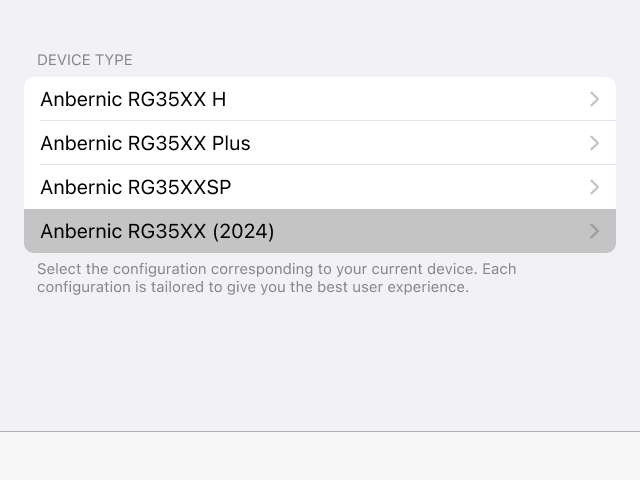 DEVICE TYPE
Anbernic RG35XX H
Anbernic RG35XX Plus
Anbernic RG35XXSP
Anbernic RG35XX (2024)
Select the configuration corresponding to your current device. Each
configuration is tailored to give you the best user experience.